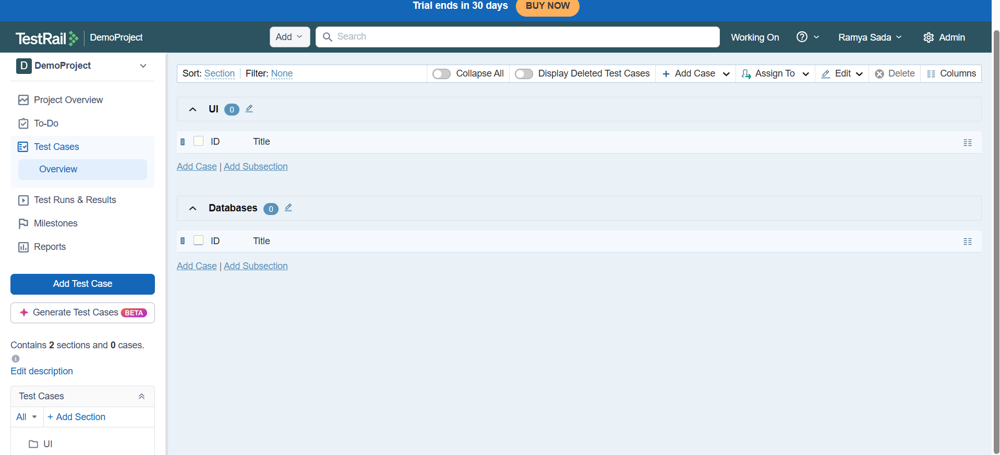 Trial ends in 30 days BUY NOW
TestRail DemoProject Add Search Working On Ramya Sada Admin
D DemoProject
Project Overview
To-Do
Test Cases
Overview
Test Runs & Results
Milestones
Reports
Add Test Case
Generate Test Cases BETA
Contains 2 sections and 0 cases.
Edit description
Test Cases
All + Add Section
UI
Sort: Section Filter: None Collapse All Display Deleted Test Cases + Add Case Assign To Edit Delete Columns
UI 0
ID Title
Add Case | Add Subsection
Databases 0
ID Title
Add Case | Add Subsection